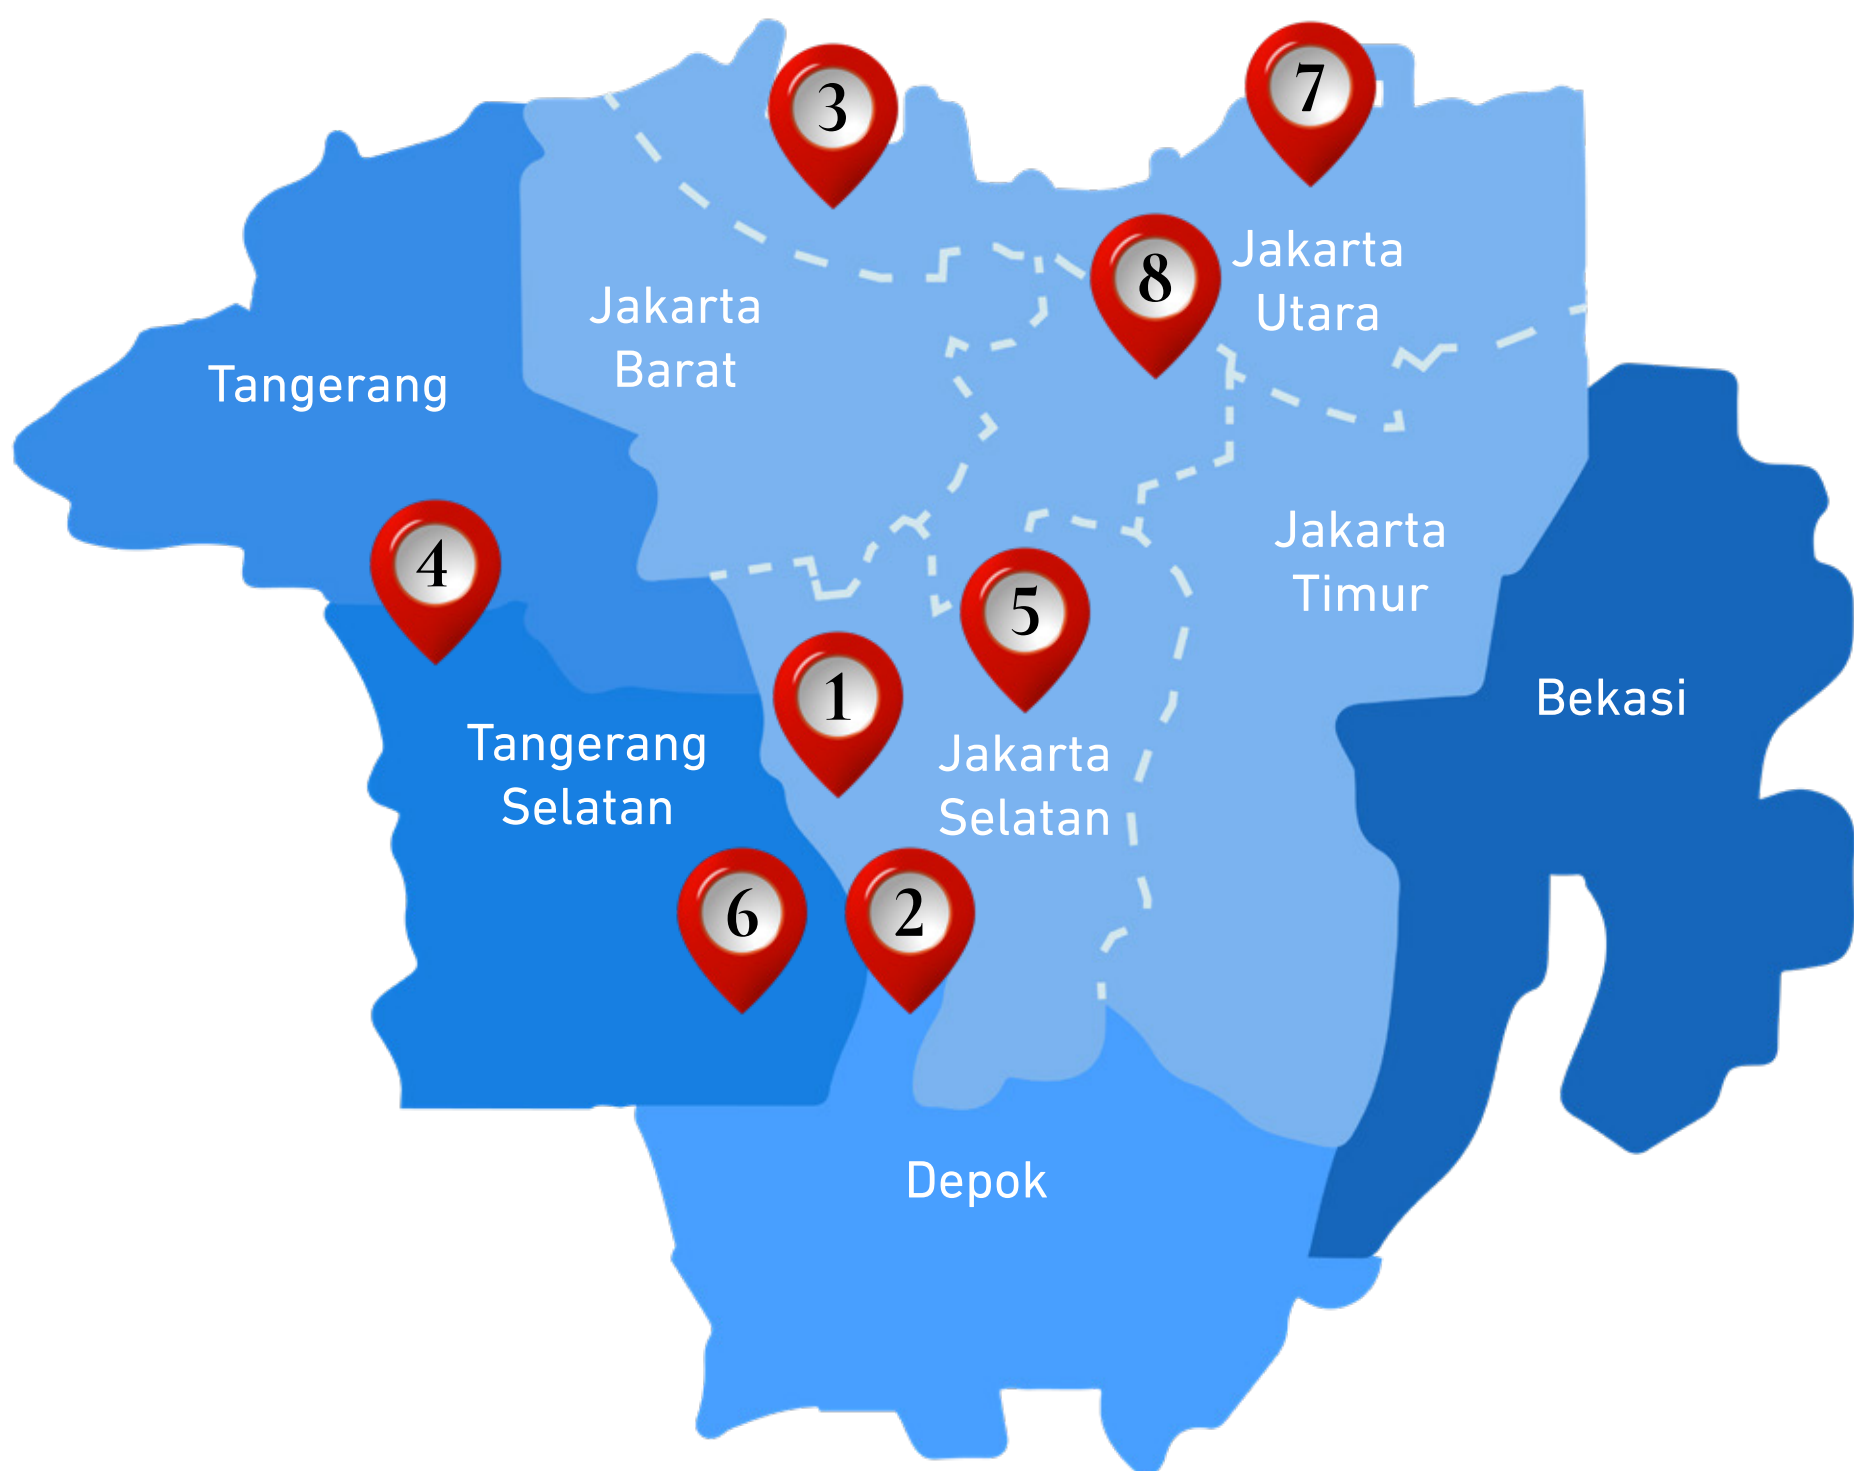 3
7
8
Jakarta
Utara
Jakarta
Barat
Tangerang
4
5
Jakarta
Timur
1
Bekasi
Tangerang
Selatan
Jakarta
Selatan
6
2
Depok